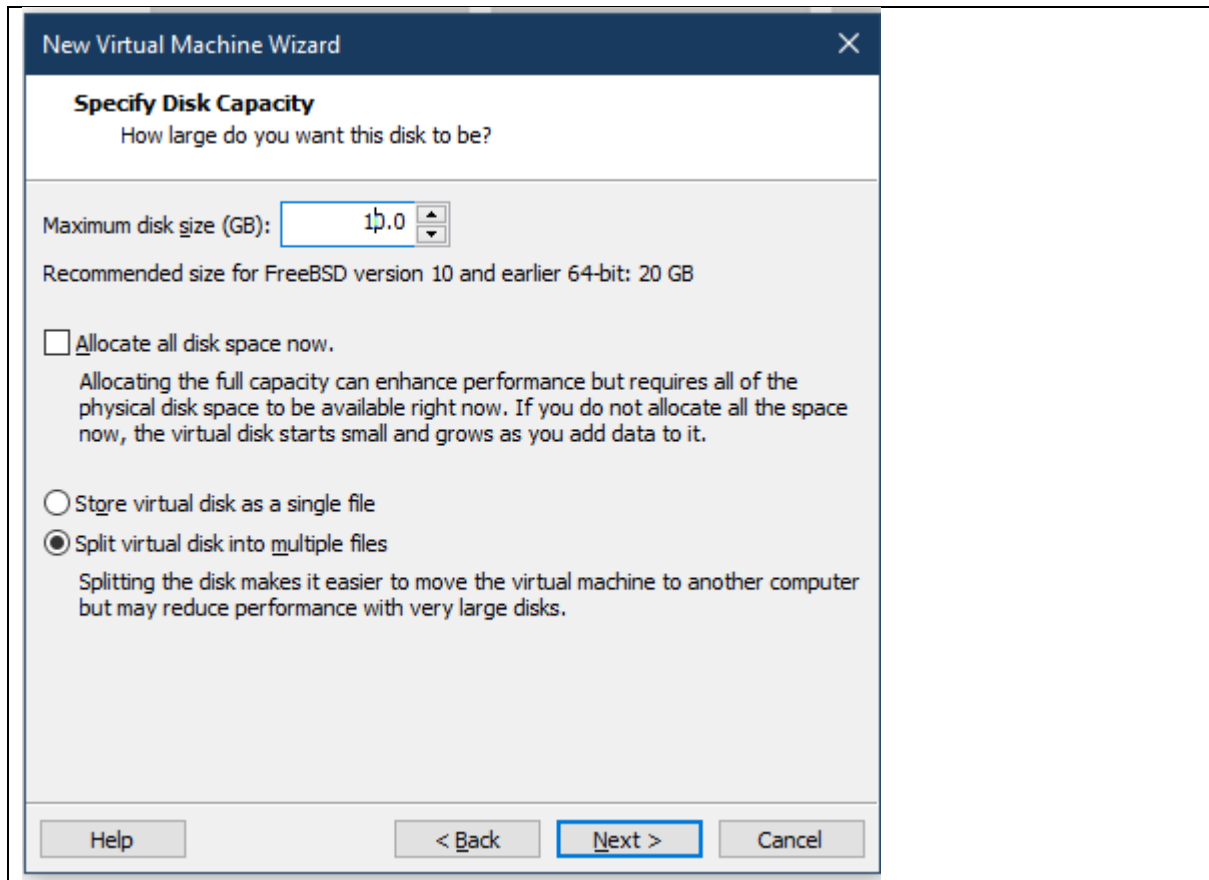 New Virtual Machine Wizard
Specify Disk Capacity
How large do you want this disk to be?
Maximum disk size (GB): 10.0
Recommended size for FreeBSD version 10 and earlier 64-bit: 20 GB
Allocate all disk space now.
Allocating the full capacity can enhance performance but requires all of the
physical disk space to be available right now. If you do not allocate all the space
now, the virtual disk starts small and grows as you add data to it.
Store virtual disk as a single file
Split virtual disk into multiple files
Splitting the disk makes it easier to move the virtual machine to another computer
but may reduce performance with very large disks.
Help < Back Next > Cancel